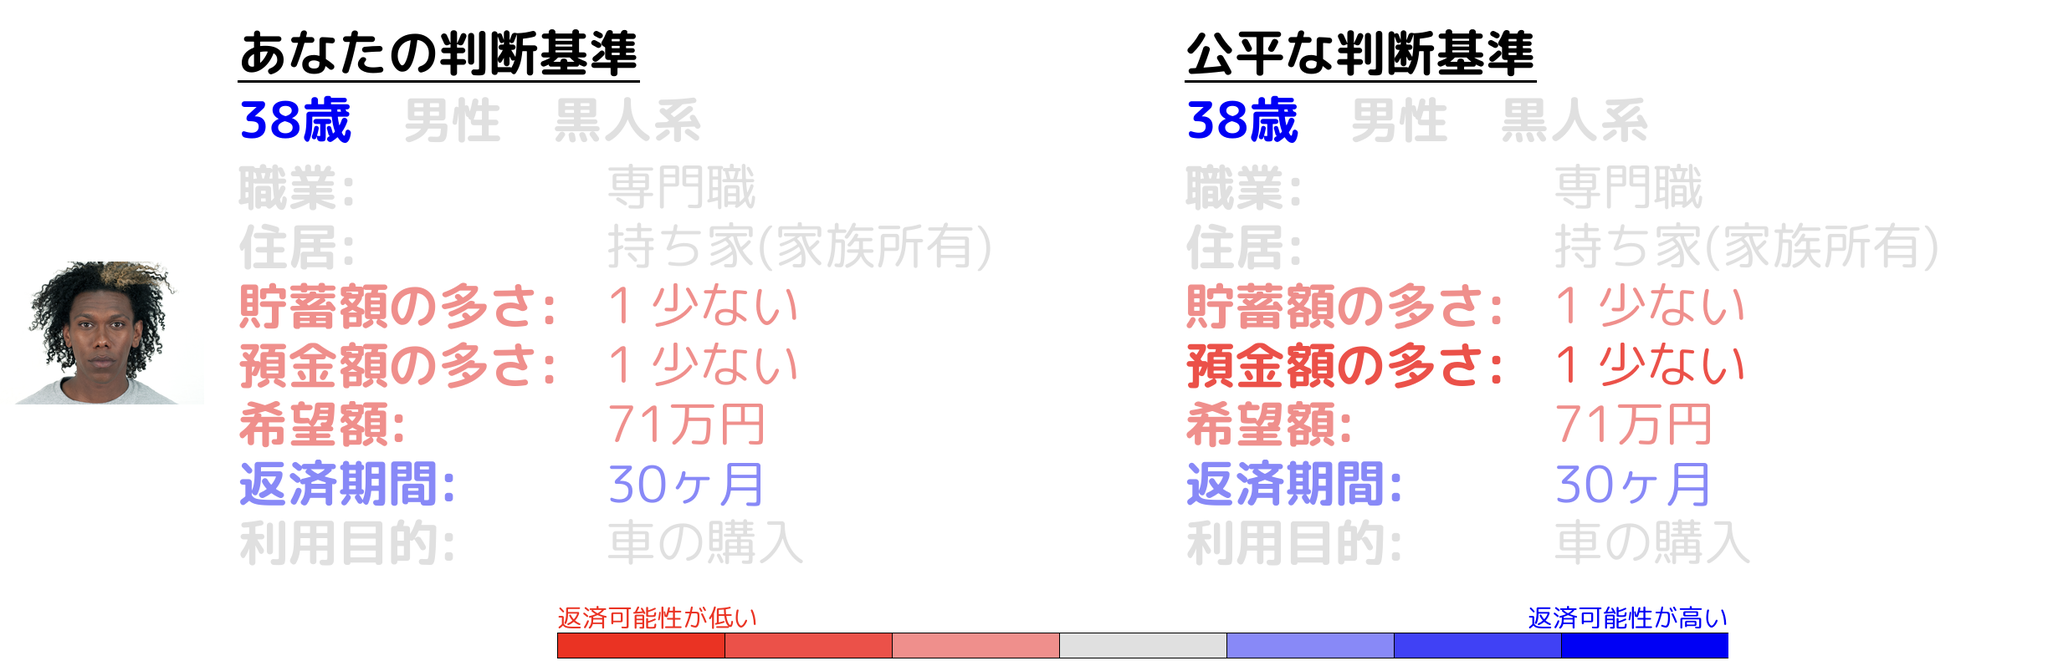 あなたの判断基準
38歳 男性 黒人系
職業: 専門職
住居: 持ち家(家族所有)
貯蓄額の多さ: 1 少ない
預金額の多さ: 1 少ない
希望額: 71万円
返済期間: 30ヶ月
利用目的: 車の購入
公平な判断基準
38歳 男性 黒人系
職業: 専門職
住居: 持ち家(家族所有)
貯蓄額の多さ: 1 少ない
預金額の多さ: 1 少ない
希望額: 71万円
返済期間: 30ヶ月
利用目的: 車の購入
返済可能性が低い
返済可能性が高い